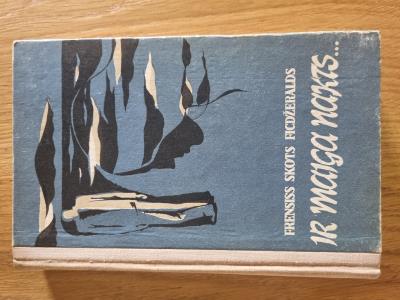 FRENSISS SKOTS FICDŽERALDS
IR MAIGA NAKTS...